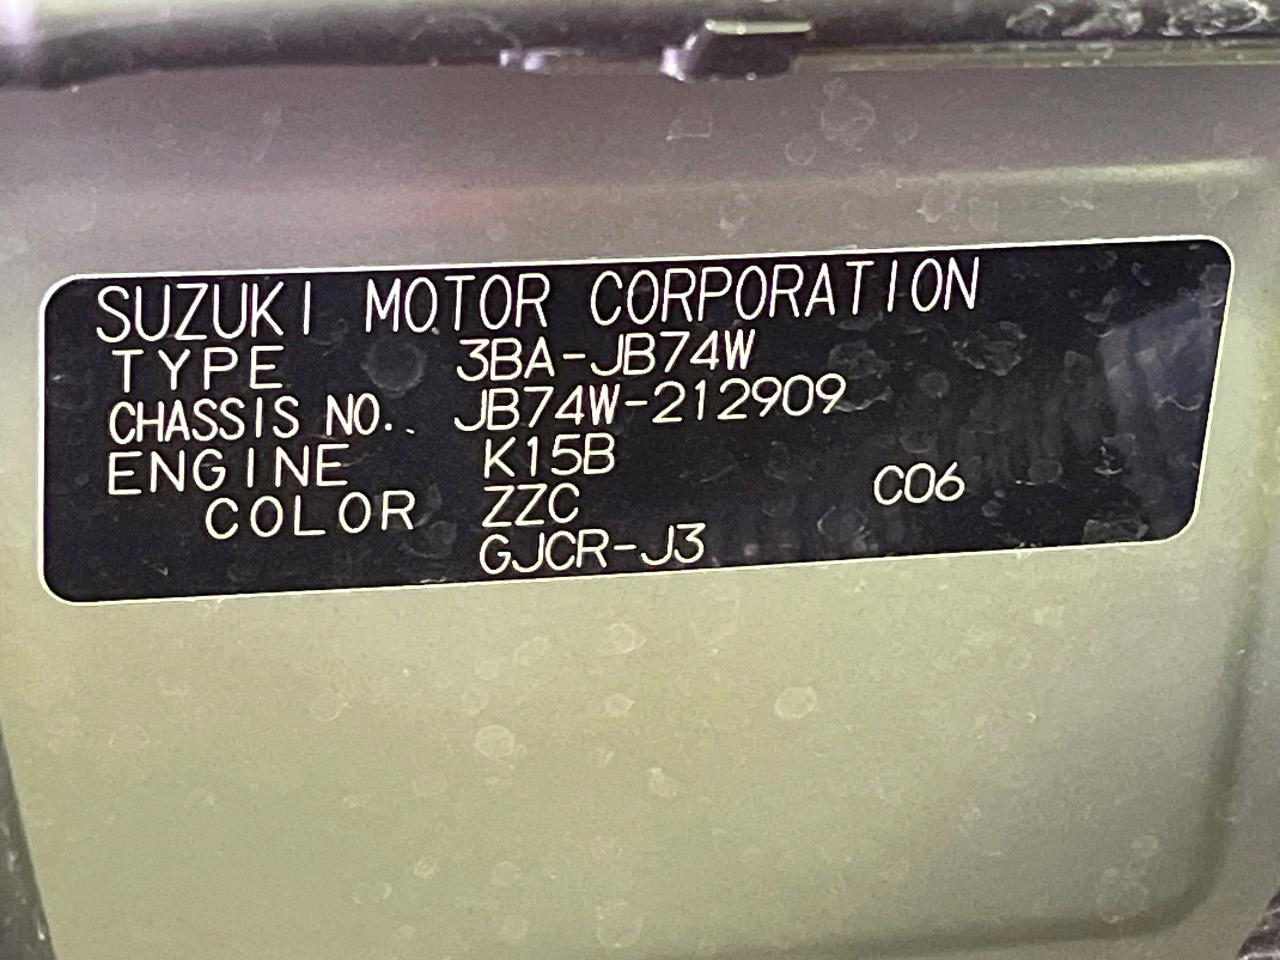 SUZUKI MOTOR CORPORATION
TYPE 3BA-JB74W
CHASSIS NO.. JB74W-212909
ENGINE K15B
COLOR ZZC C06
GJCR-J3